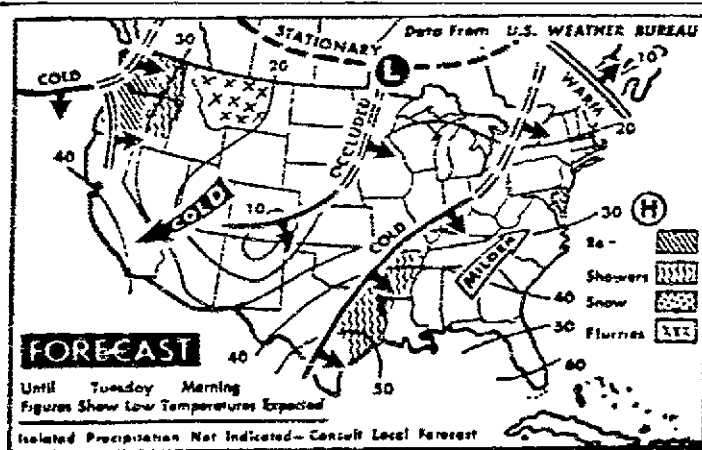 Data From U.S. WEATHER BUREAU
STATIONARY
30
COLD
20
L
10
WARM
OCCLUDED
20
40
COLD
10
COLD
30
H
MILDER
Showers
40
Snow
Flurries
30
FORECAST
40
50
60
Until Tuesday Morning
Figures Show Low Temperatures Expected
Isolated Precipitation Not Indicated - Consult Local Forecast